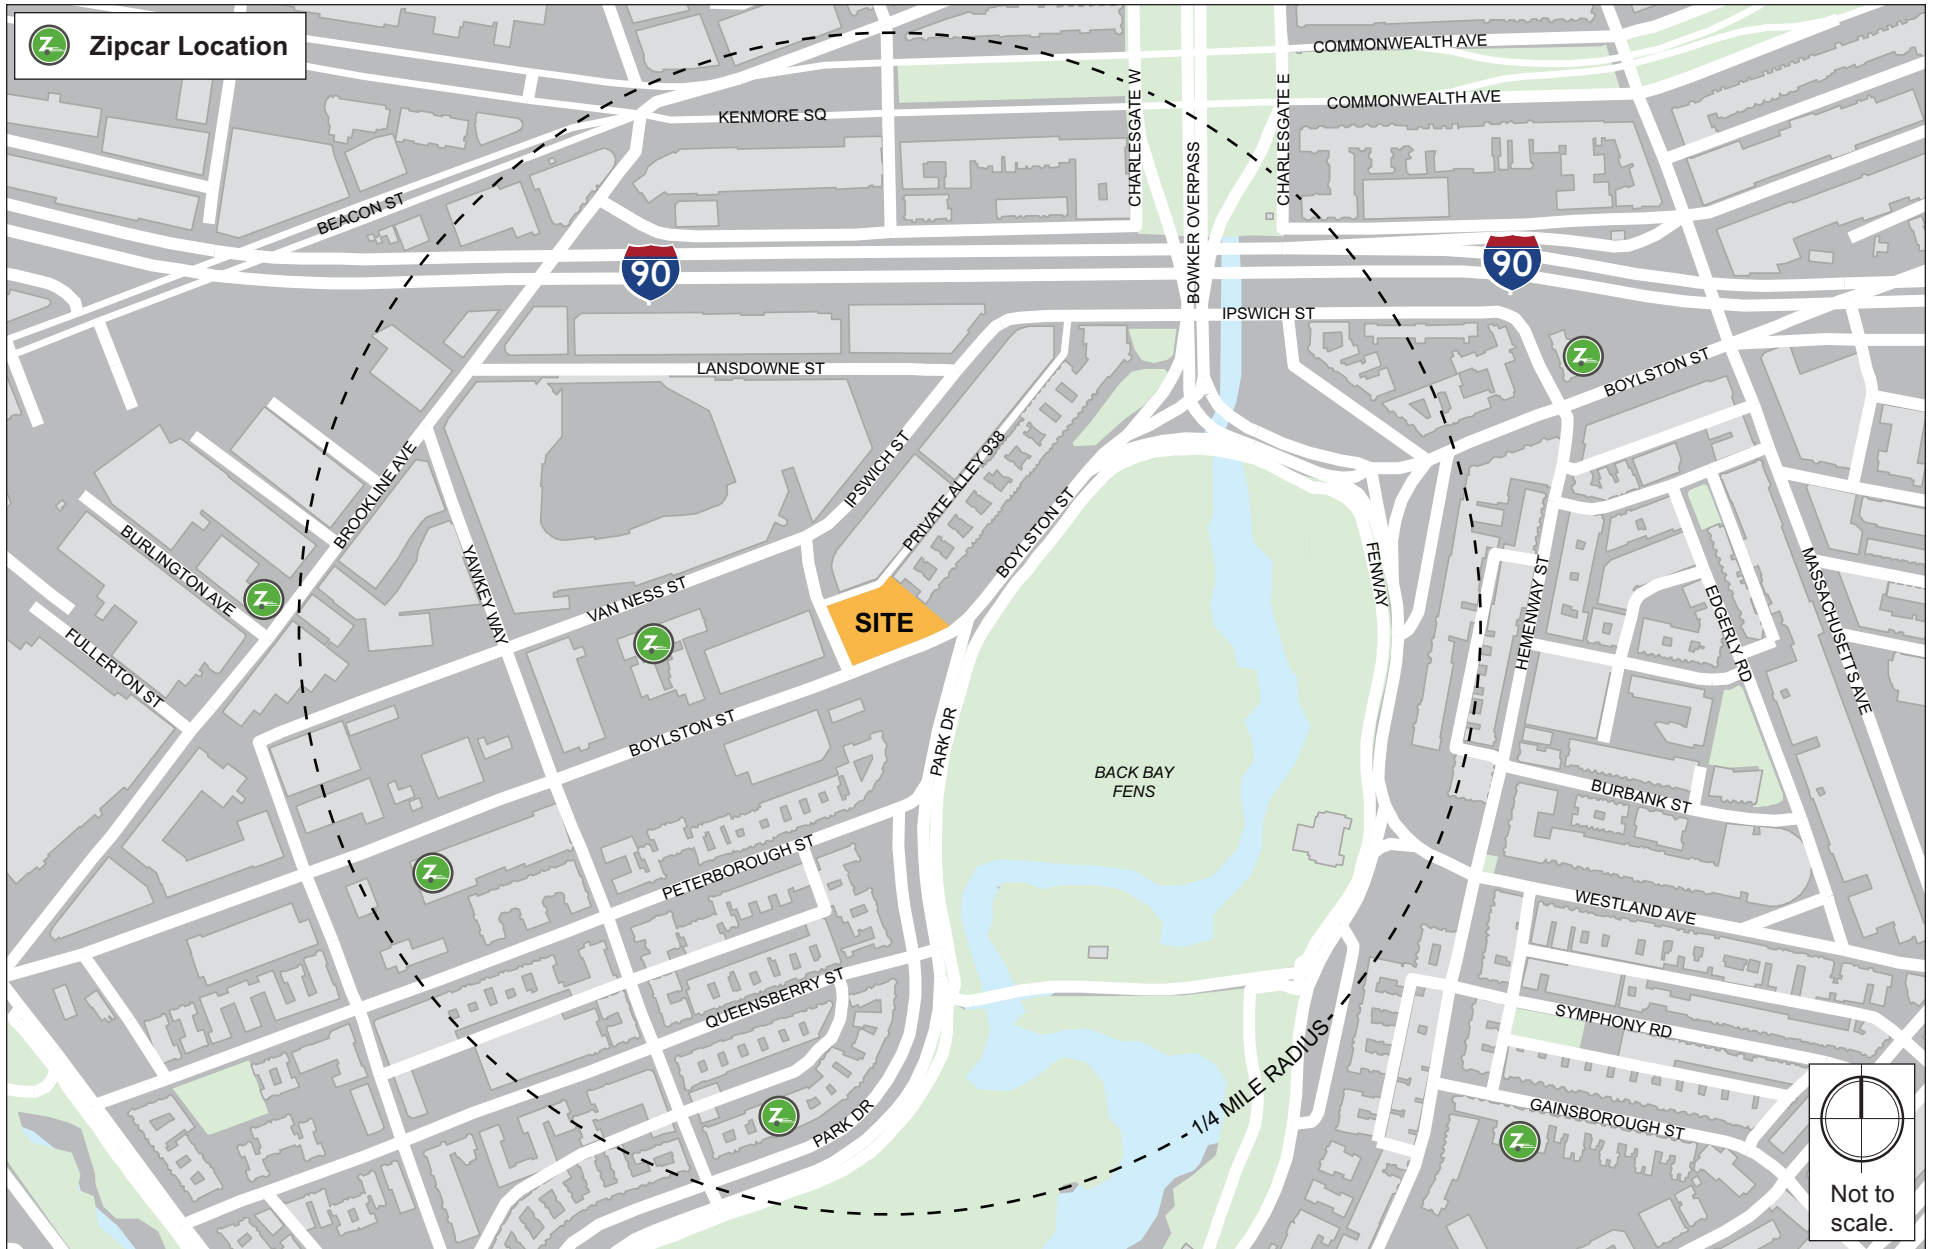 Zipcar Location
COMMONWEALTH AVE
COMMONWEALTH AVE
KENMORE SQ
CHARLESGATE W
BOWKER OVERPASS
CHARLESGATE E
BEACON ST
90
90
IPSWICH ST
LANSDOWNE ST
BOYLSTON ST
BROOKLINE AVE
IPSWICH ST
PRIVATE ALLEY 938
BOYLSTON ST
BURLINGTON AVE
YAWKEY WAY
VAN NESS ST
SITE
FENWAY
HEMENWAY ST
EDGERLY RD
MASSACHUSETTS AVE
FULLERTON ST
BOYLSTON ST
PARK DR
BACK BAY
FENS
BURBANK ST
PETERBOROUGH ST
WESTLAND AVE
QUEENSBERRY ST
SYMPHONY RD
1/4 MILE RADIUS
PARK DR
GAINSBOROUGH ST
Not to
scale.
Z
Z
Z
Z
Z
Z
Z